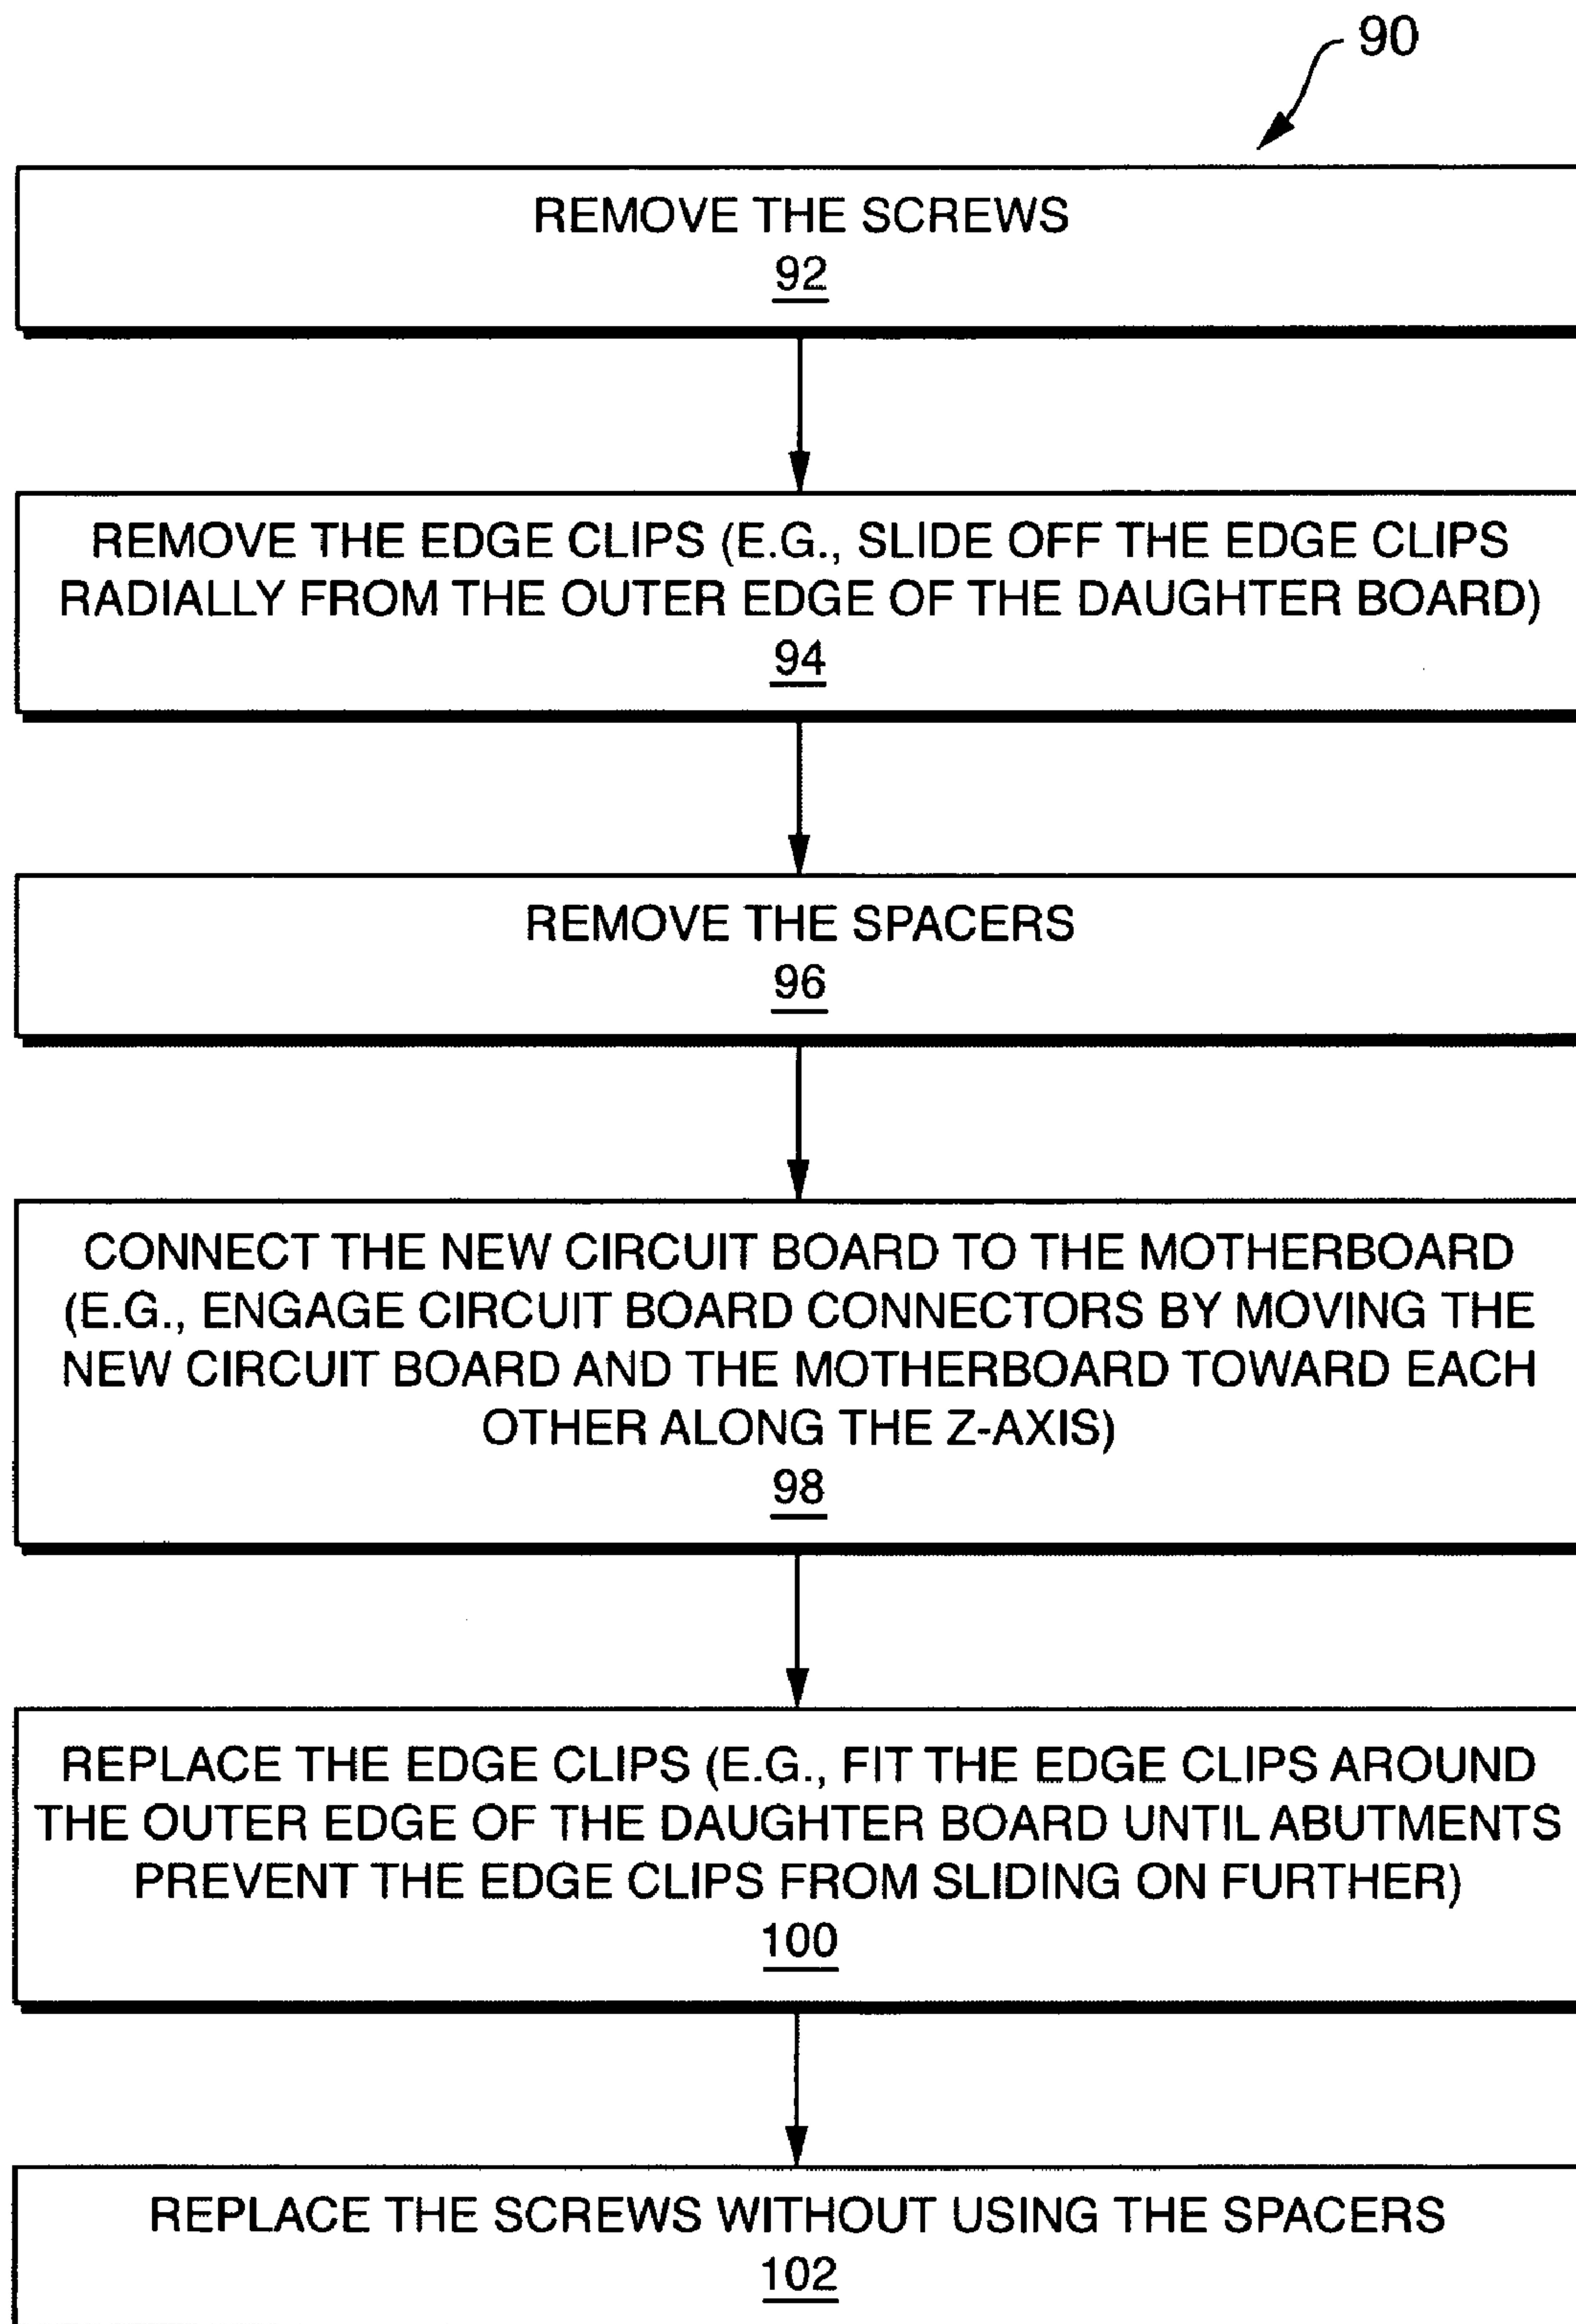 90
REMOVE THE SCREWS
92
REMOVE THE EDGE CLIPS (E.G., SLIDE OFF THE EDGE CLIPS
RADIALLY FROM THE OUTER EDGE OF THE DAUGHTER BOARD)
94
REMOVE THE SPACERS
96
CONNECT THE NEW CIRCUIT BOARD TO THE MOTHERBOARD
(E.G., ENGAGE CIRCUIT BOARD CONNECTORS BY MOVING THE
NEW CIRCUIT BOARD AND THE MOTHERBOARD TOWARD EACH
OTHER ALONG THE Z-AXIS)
98
REPLACE THE EDGE CLIPS (E.G., FIT THE EDGE CLIPS AROUND
THE OUTER EDGE OF THE DAUGHTER BOARD UNTIL ABUTMENTS
PREVENT THE EDGE CLIPS FROM SLIDING ON FURTHER)
100
REPLACE THE SCREWS WITHOUT USING THE SPACERS
102